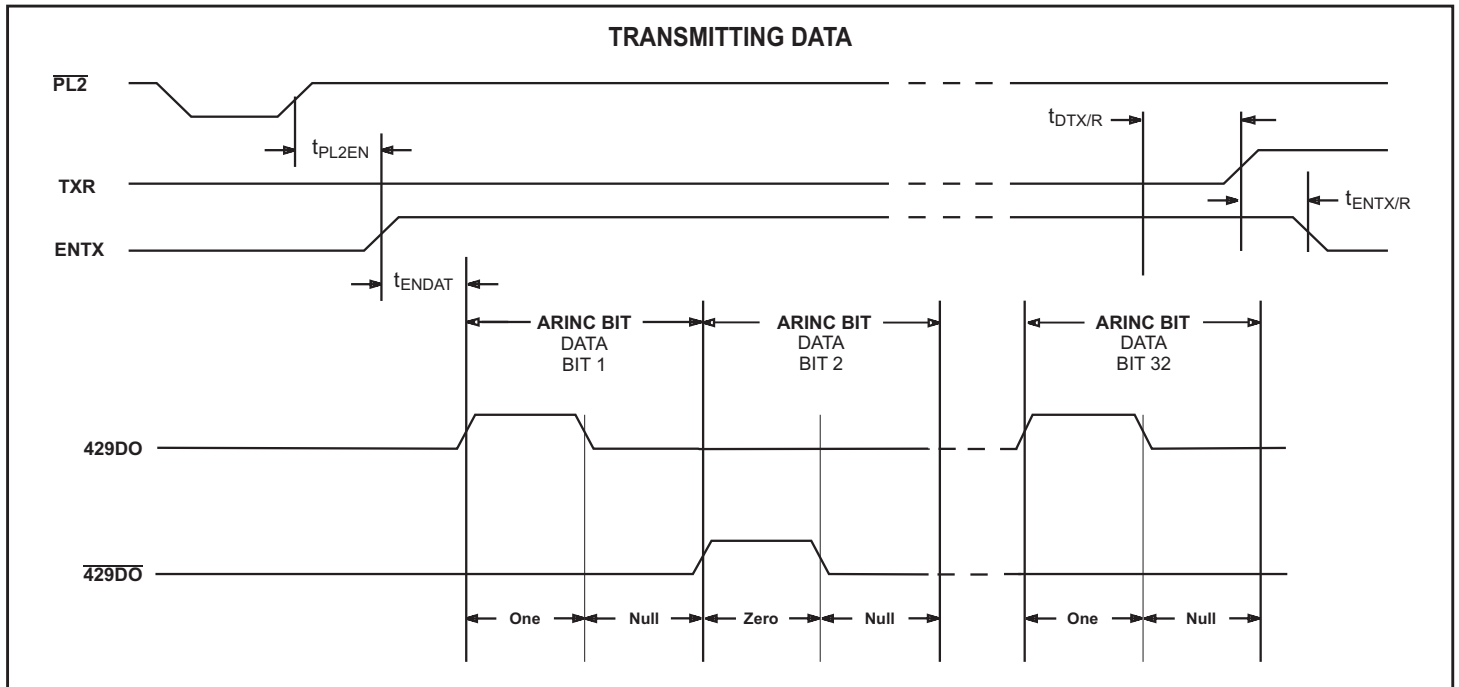 TRANSMITTING DATA
PL2
tDTX/R
tPL2EN
TXR
tENTX/R
ENTX
tENDAT
ARINC BIT ARINC BIT ARINC BIT
DATA DATA DATA
BIT 1 BIT 2 BIT 32
429DO
429DO
One Null Zero Null One Null